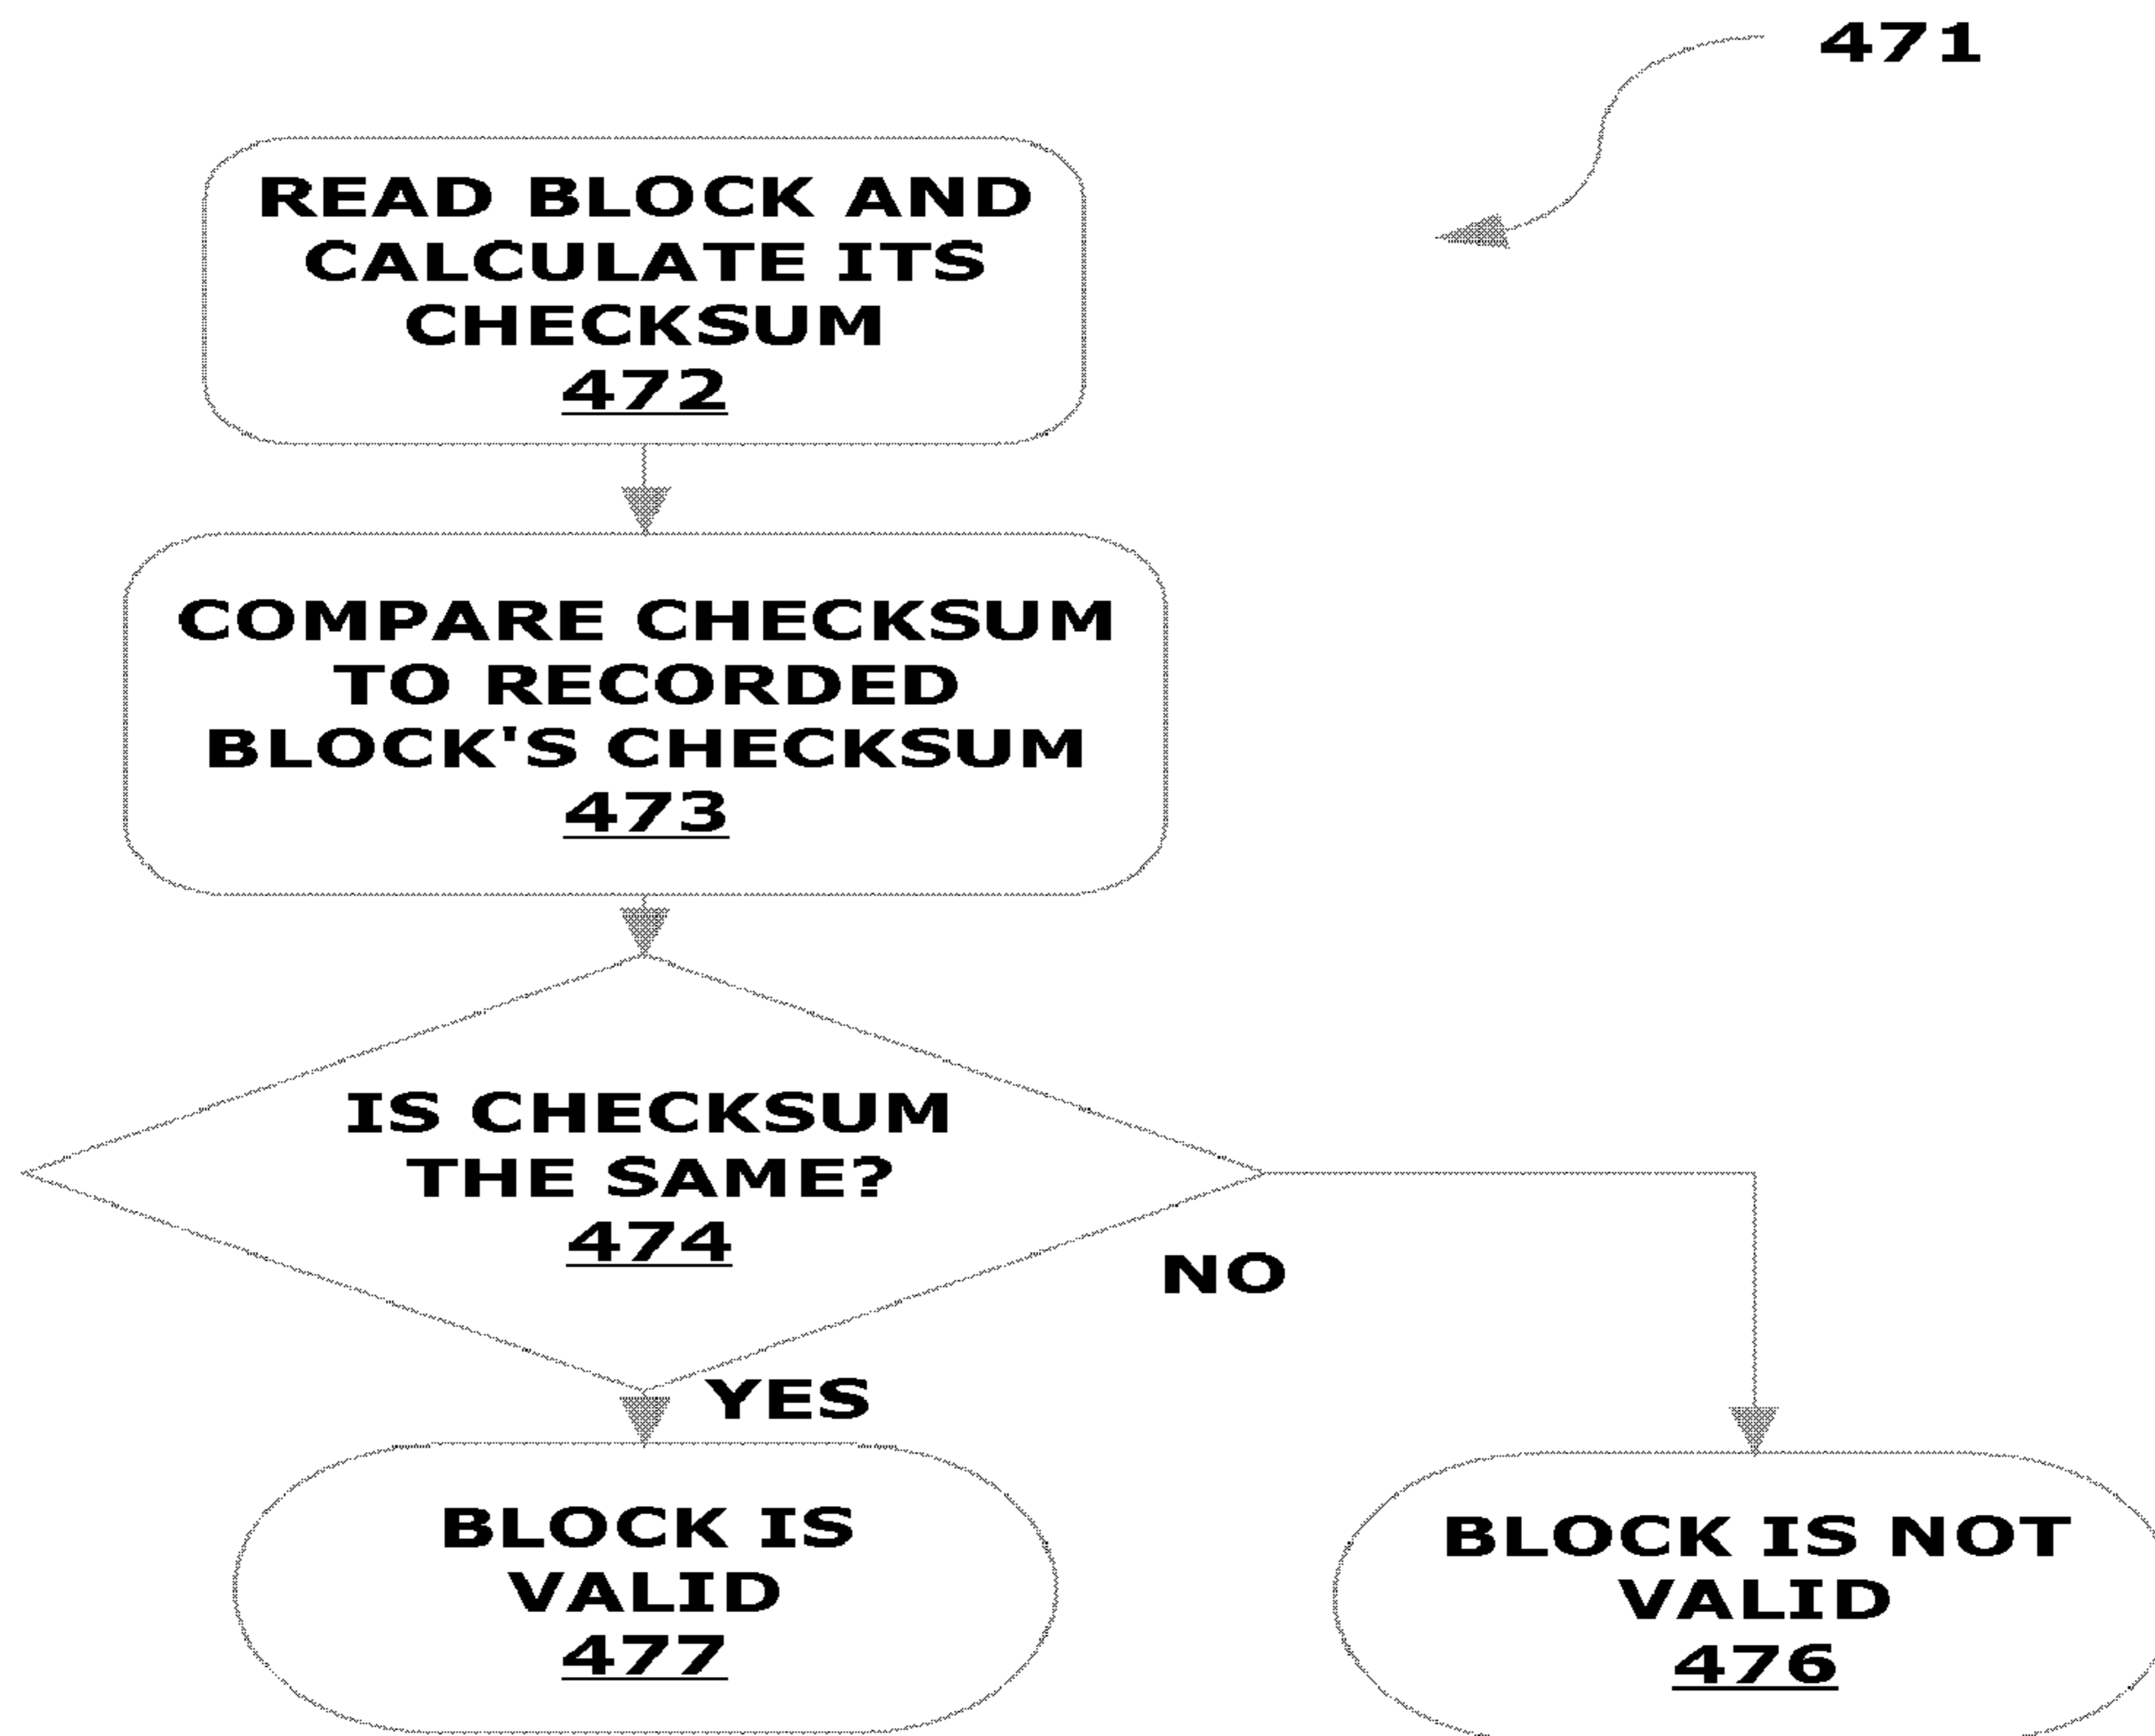 471
READ BLOCK AND
CALCULATE ITS
CHECKSUM
472
COMPARE CHECKSUM
TO RECORDED
BLOCK'S CHECKSUM
473
IS CHECKSUM
THE SAME?
474
NO
YES
BLOCK IS
VALID
477
BLOCK IS NOT
VALID
476